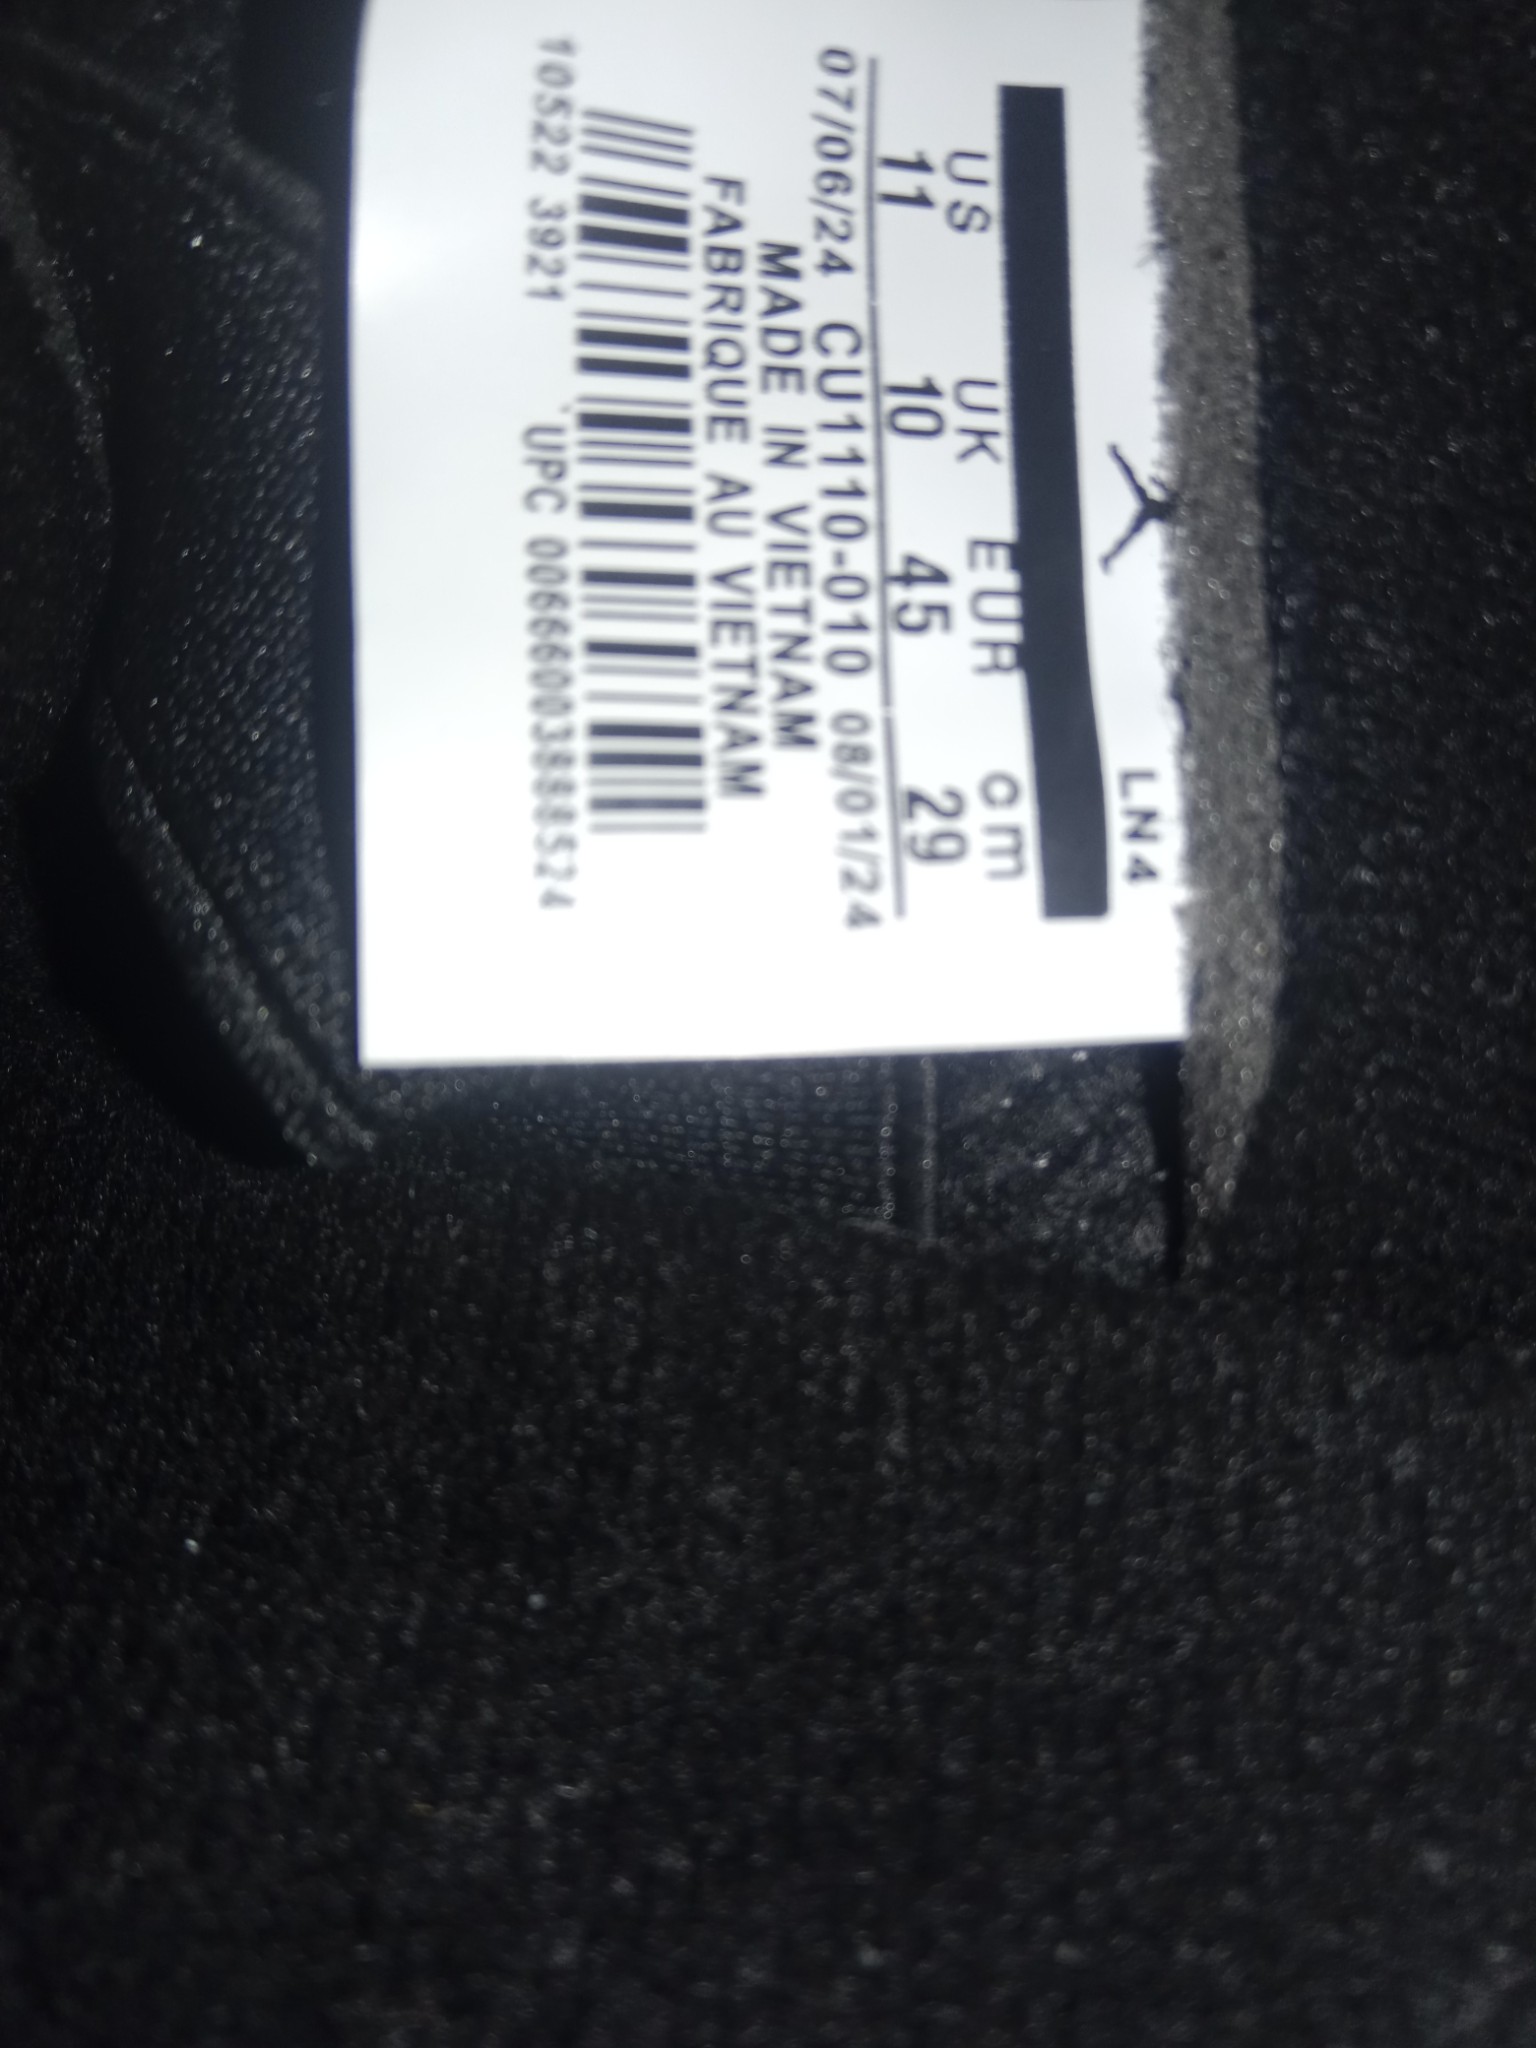 LN4
US UK EUR cm
11 10 45 29
07/06/24 CU1110-010 08/01/24
MADE IN VIETNAM
FABRIQUE AU VIETNAM
10522 3921 UPC 0066003888524